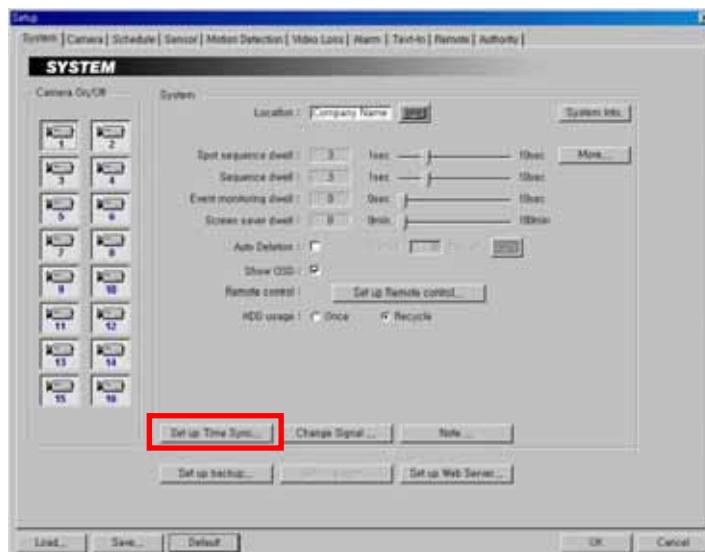 Setup
System | Camera | Schedule | Sensor | Motion Detection | Video Loss | Alarm | Text-In | Remote | Authority |
SYSTEM
Camera On/Off
System
Location : Company Name
System Info.
1 2
Spot sequence dwell : 3 1sec 10sec More...
3 4
Sequence dwell : 3 1sec 10sec
Event monitoring dwell : 0 0sec 10sec
5 6
Screen saver dwell : 0 0min 100min
7 8
Auto Deletion :
Show OSD :
9 10
Remote control : Set up Remote control...
HDD usage : Once Recycle
11 12
13 14
15 16
Set up Time Sync... Change Signal ... Note ...
Set up backup... Set up Web Server...
Load... Save... Default OK Cancel